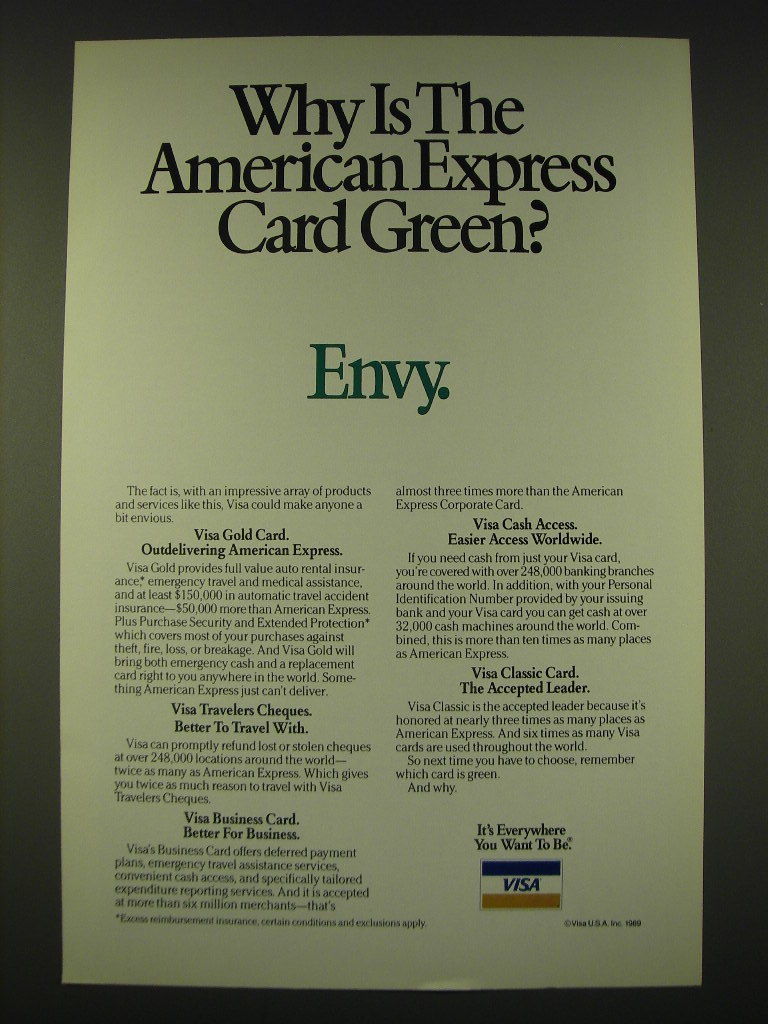 Why Is The
American Express
Card Green?
Envy.
The fact is, with an impressive array of products
and services like this, Visa could make anyone a
bit envious.
Visa Gold Card.
Outdelivering American Express.
Visa Gold provides full value auto rental insur-
ance,* emergency travel and medical assistance,
and at least $150,000 in automatic travel accident
insurance—$50,000 more than American Express.
Plus Purchase Security and Extended Protection*
which covers most of your purchases against
theft, fire, loss, or breakage. And Visa Gold will
bring both emergency cash and a replacement
card right to you anywhere in the world. Some-
thing American Express just can't deliver.
Visa Travelers Cheques.
Better To Travel With.
Visa can promptly refund lost or stolen cheques
at over 248,000 locations around the world—
twice as many as American Express. Which gives
you twice as much reason to travel with Visa
Travelers Cheques.
Visa Business Card.
Better For Business.
Visa's Business Card offers deferred payment
plans, emergency travel assistance services,
convenient cash access, and specifically tailored
expenditure reporting services. And it is accepted
at more than six million merchants—that's
almost three times more than the American
Express Corporate Card.
Visa Cash Access.
Easier Access Worldwide.
If you need cash from just your Visa card,
you're covered with over 248,000 banking branches
around the world. In addition, with your Personal
Identification Number provided by your issuing
bank and your Visa card you can get cash at over
32,000 cash machines around the world. Com-
bined, this is more than ten times as many places
as American Express.
Visa Classic Card.
The Accepted Leader.
Visa Classic is the accepted leader because it's
honored at nearly three times as many places as
American Express. And six times as many Visa
cards are used throughout the world.
So next time you have to choose, remember
which card is green.
And why.
It's Everywhere
You Want To Be.®
VISA
*Excess reimbursement insurance, certain conditions and exclusions apply.
© Visa U.S.A. Inc. 1989